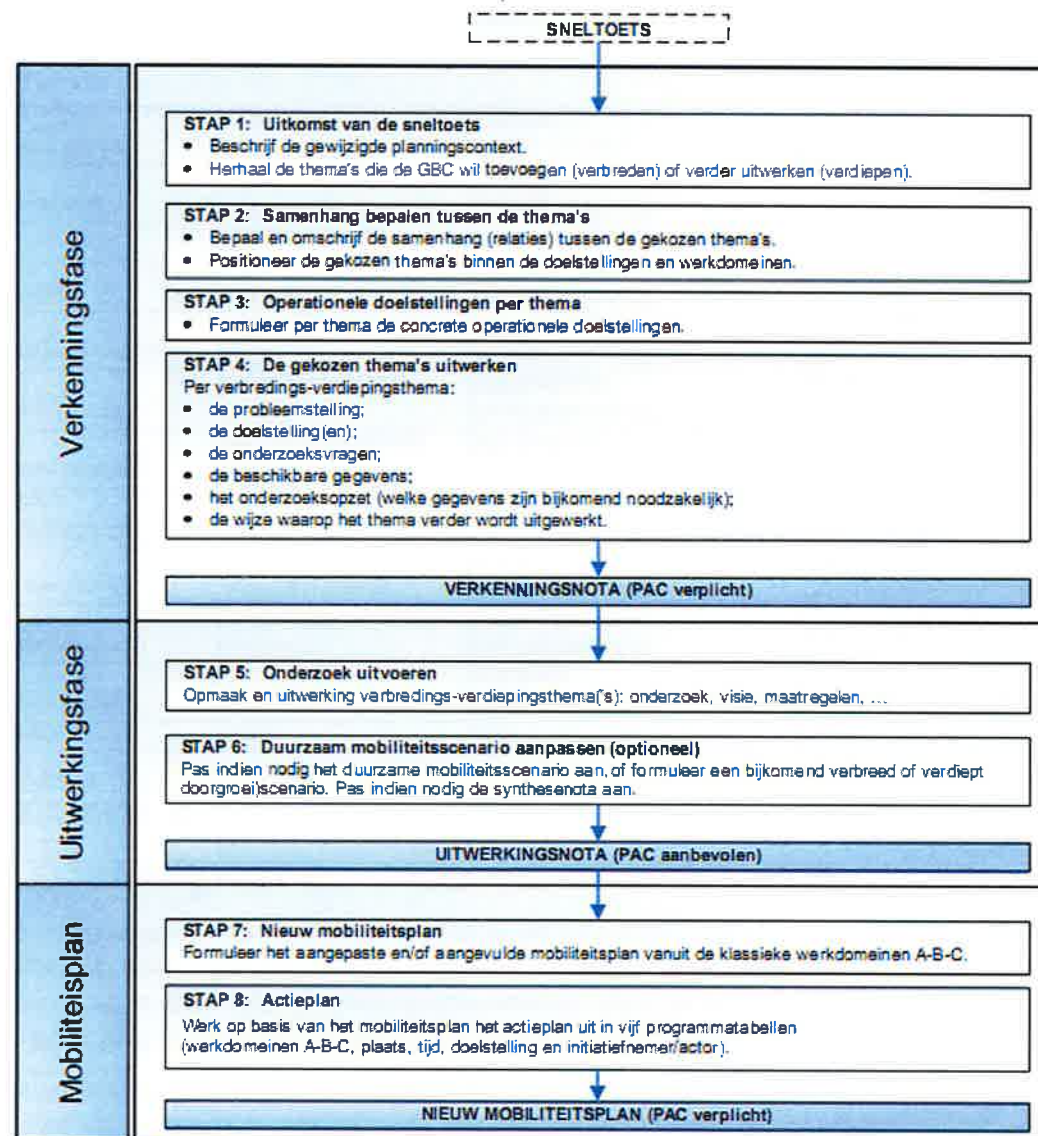 SNELTOETS
Verkenningsfase
STAP 1: Uitkomst van de sneltoets
• Beschrijf de gewijzigde planningscontext.
• Herhaal de thema's die de GBC wil toevoegen (verbreden) of verder uitwerken (verdiepen).
STAP 2: Samenhang bepalen tussen de thema's
• Bepaal en omschrijf de samenhang (relaties) tussen de gekozen thema's.
• Positioneer de gekozen thema's binnen de doelstellingen en werkdomeinen.
STAP 3: Operationele doelstellingen per thema
• Formuleer per thema de concrete operationele doelstellingen.
STAP 4: De gekozen thema's uitwerken
Per verbredings-verdiepingsthema:
• de probleemstelling;
• de doelstelling(en);
• de onderzoeksvragen;
• de beschikbare gegevens;
• het onderzoeksopzet (welke gegevens zijn bijkomend noodzakelijk);
• de wijze waarop het thema verder wordt uitgewerkt.
VERKENNINGSNOTA (PAC verplicht)
Uitwerkingsfase
STAP 5: Onderzoek uitvoeren
Opmaak en uitwerking verbredings-verdiepingsthema('s): onderzoek, visie, maatregelen, ...
STAP 6: Duurzaam mobiliteitsscenario aanpassen (optioneel)
Pas indien nodig het duurzame mobiliteitsscenario aan, of formuleer een bijkomend verbreed of verdiept
doorgroei)scenario. Pas indien nodig de synthesenota aan.
UITWERKINGSNOTA (PAC aanbevolen)
Mobiliteisplan
STAP 7: Nieuw mobiliteitsplan
Formuleer het aangepaste en/of aangevulde mobiliteitsplan vanuit de klassieke werkdomeinen A-B-C.
STAP 8: Actieplan
Werk op basis van het mobiliteitsplan het actieplan uit in vijf programmatabellen
(werkdomeinen A-B-C, plaats, tijd, doelstelling en initiatiefnemer/actor).
NIEUW MOBILITEITSPLAN (PAC verplicht)